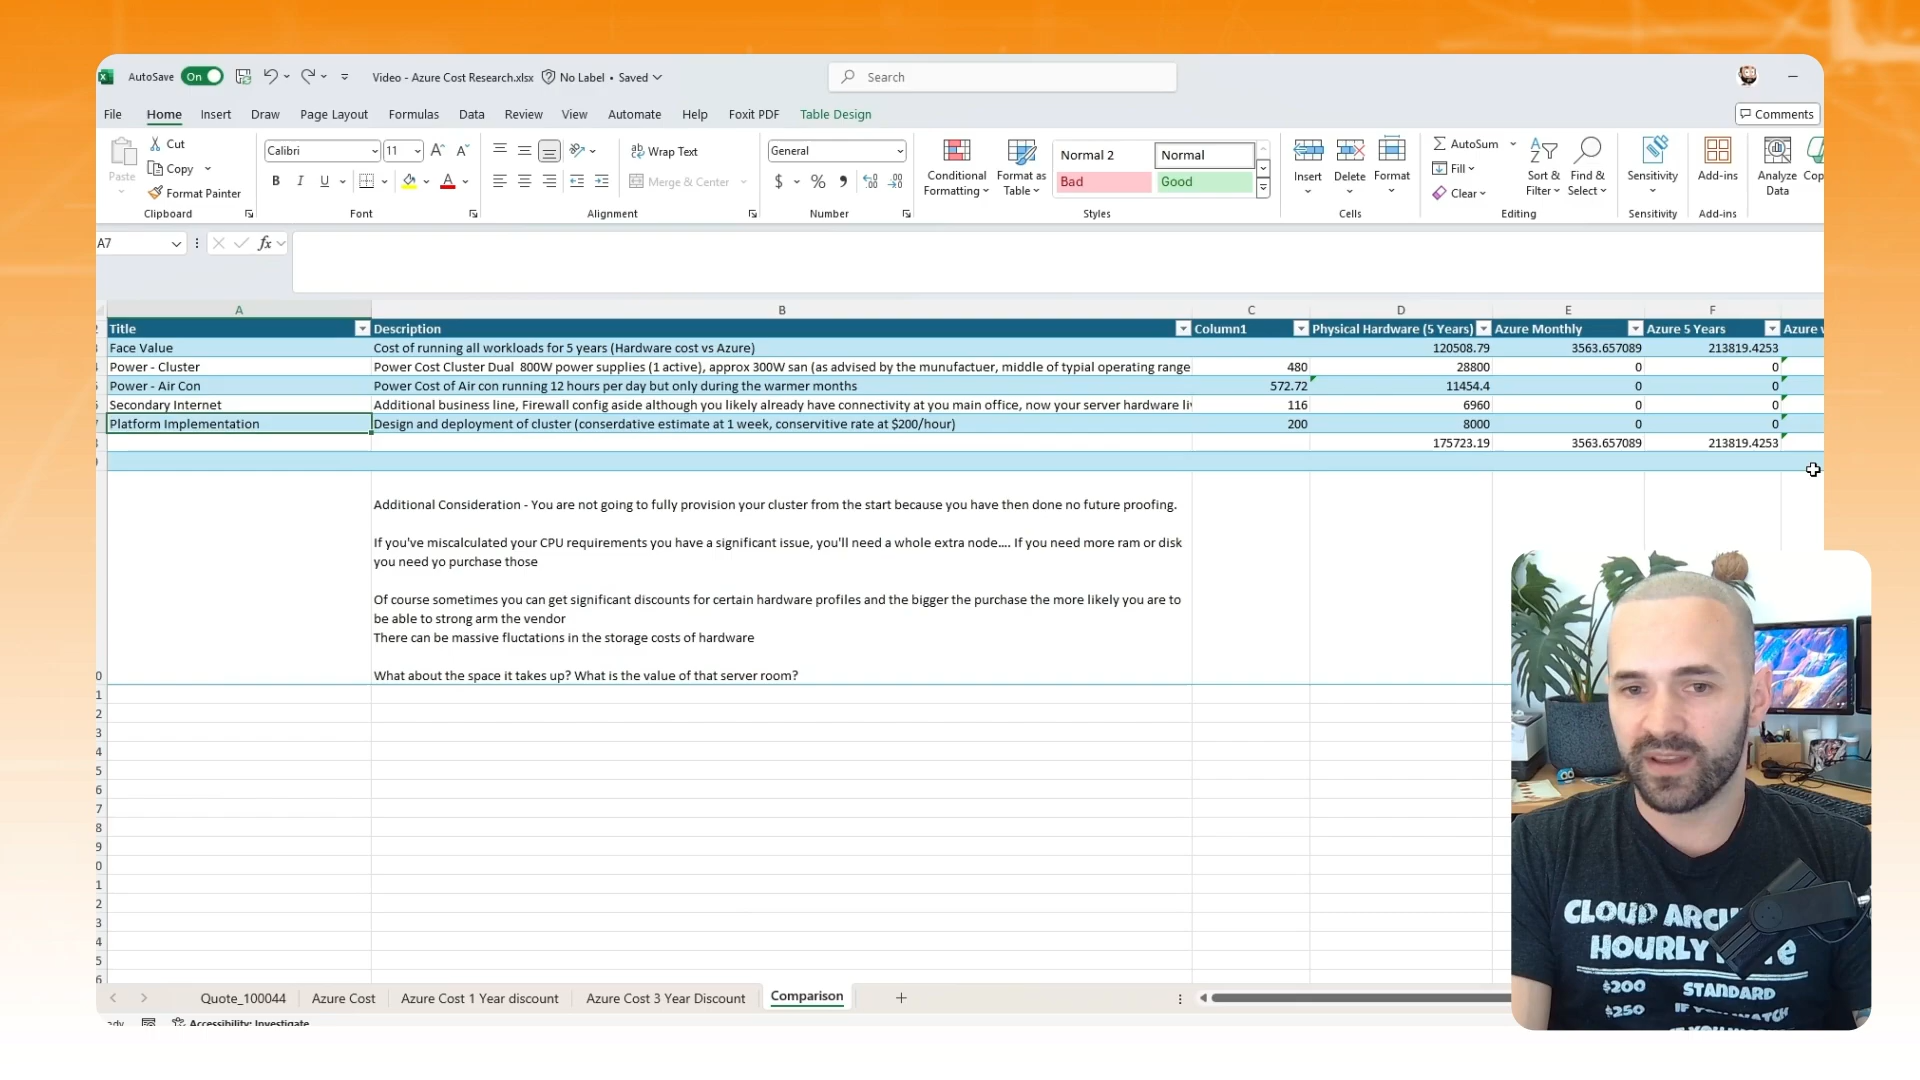 AutoSave On Video - Azure Cost Research.xlsx No Label • Saved Search
File Home Insert Draw Page Layout Formulas Data Review View Automate Help Foxit PDF Table Design Comments
Paste Cut Copy Format Painter Clipboard
Calibri 11 B I U Font
Wrap Text Merge & Center Alignment
General $ % Number
Conditional Formatting Format as Table Normal 2 Normal Bad Good Styles
Insert Delete Format Cells
AutoSum Fill Clear Sort & Filter Find & Select Editing
Sensitivity Sensitivity Add-ins Add-ins Analyze Data
A7 fx
A B C D E F
Title Description Column1 Physical Hardware (5 Years) Azure Monthly Azure 5 Years Azure
Face Value Cost of running all workloads for 5 years (Hardware cost vs Azure) 120508.79 3563.657089 213819.4253
Power - Cluster Power Cost Cluster Dual 800W power supplies (1 active), approx 300W san (as advised by the munufactuer, middle of typial operating range 480 28800 0 0
Power - Air Con Power Cost of Air con running 12 hours per day but only during the warmer months 572.72 11454.4 0 0
Secondary Internet Additional business line, Firewall config aside although you likely already have connectivity at you main office, now your server hardware 116 6960 0 0
Platform Implementation Design and deployment of cluster (conserdative estimate at 1 week, conservitive rate at $200/hour) 200 8000 0 0
175723.19 3563.657089 213819.4253
Additional Consideration - You are not going to fully provision your cluster from the start because you have then done no future proofing.
If you've miscalculated your CPU requirements you have a significant issue, you'll need a whole extra node.... If you need more ram or disk
you need yo purchase those
Of course sometimes you can get significant discounts for certain hardware profiles and the bigger the purchase the more likely you are to
be able to strong arm the vendor
There can be massive fluctations in the storage costs of hardware
What about the space it takes up? What is the value of that server room?
Quote_100044 Azure Cost Azure Cost 1 Year discount Azure Cost 3 Year Discount Comparison
Accessibility: Investigate
CLOUD
HOURLY
$200 STANDARD
$250